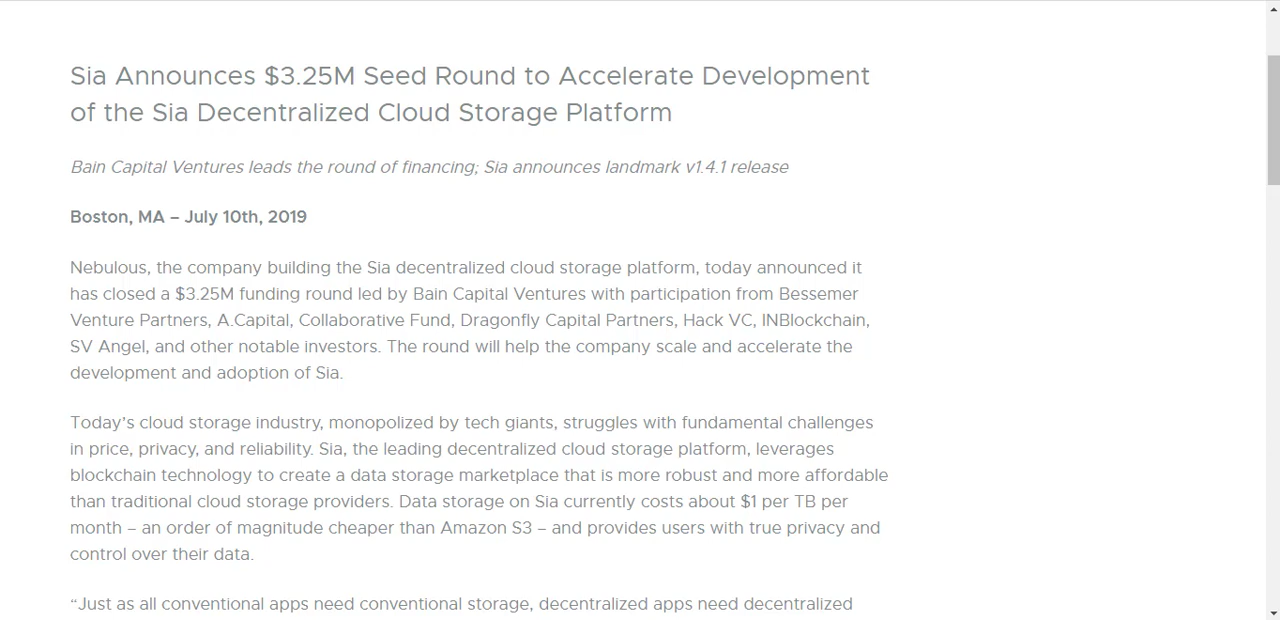 Sia Announces $3.25M Seed Round to Accelerate Development
of the Sia Decentralized Cloud Storage Platform
Bain Capital Ventures leads the round of financing; Sia announces landmark v1.4.1 release
Boston, MA – July 10th, 2019
Nebulous, the company building the Sia decentralized cloud storage platform, today announced it
has closed a $3.25M funding round led by Bain Capital Ventures with participation from Bessemer
Venture Partners, A.Capital, Collaborative Fund, Dragonfly Capital Partners, Hack VC, INBlockchain,
SV Angel, and other notable investors. The round will help the company scale and accelerate the
development and adoption of Sia.
Today’s cloud storage industry, monopolized by tech giants, struggles with fundamental challenges
in price, privacy, and reliability. Sia, the leading decentralized cloud storage platform, leverages
blockchain technology to create a data storage marketplace that is more robust and more affordable
than traditional cloud storage providers. Data storage on Sia currently costs about $1 per TB per
month – an order of magnitude cheaper than Amazon S3 – and provides users with true privacy and
control over their data.
“Just as all conventional apps need conventional storage, decentralized apps need decentralized